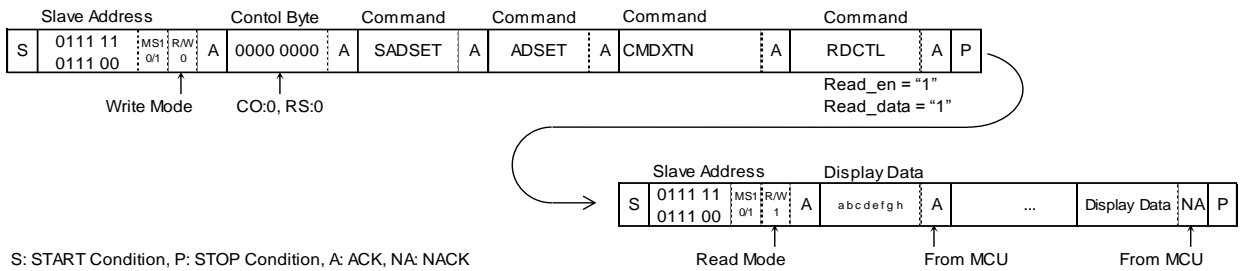 Slave Address Contol Byte Command Command Command Command
S 0111 11 0111 00 MS1 0/1 R/W 0 A 0000 0000 A SADSET A ADSET A CMDXTN A RDCTL A P
Read_en = “1”
Write Mode CO:0, RS:0 Read_data = “1”
Slave Address Display Data
S 0111 11 0111 00 MS1 0/1 R/W 1 A a b c d e f g h A ... Display Data NA P
S: START Condition, P: STOP Condition, A: ACK, NA: NACK Read Mode From MCU From MCU